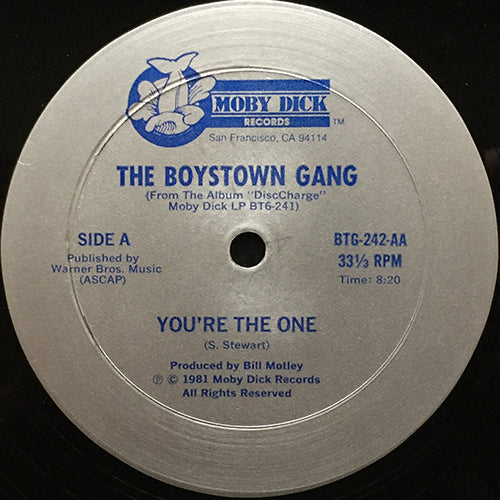 MOBY DICK
RECORDS
TM
San Francisco, CA 94114
THE BOYSTOWN GANG
(From The Album "DiscCharge"
Moby Dick LP BTG-241)
SIDE A
Published by
Warner Bros. Music
(ASCAP)
BTG-242-AA
33⅓ RPM
Time: 8:20
YOU'RE THE ONE
(S. Stewart)
Produced by Bill Motley
℗ © 1981 Moby Dick Records
All Rights Reserved